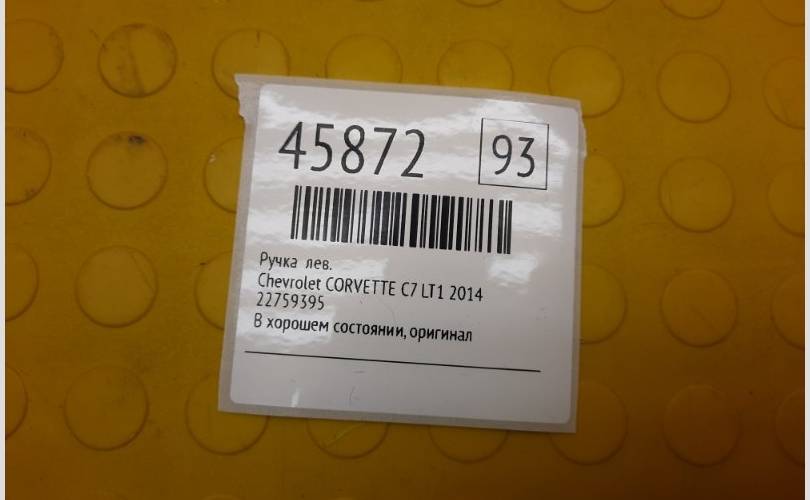 45872 93
Ручка лев.
Chevrolet CORVETTE C7 LT1 2014
22759395
В хорошем состоянии, оригинал